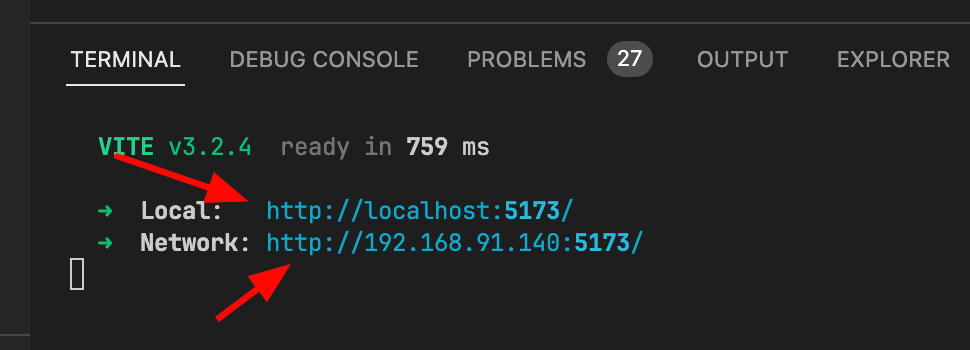 TERMINAL DEBUG CONSOLE PROBLEMS 27 OUTPUT EXPLORER
VITE v3.2.4 ready in 759 ms
➜ Local: http://localhost:5173/
➜ Network: http://192.168.91.140:5173/